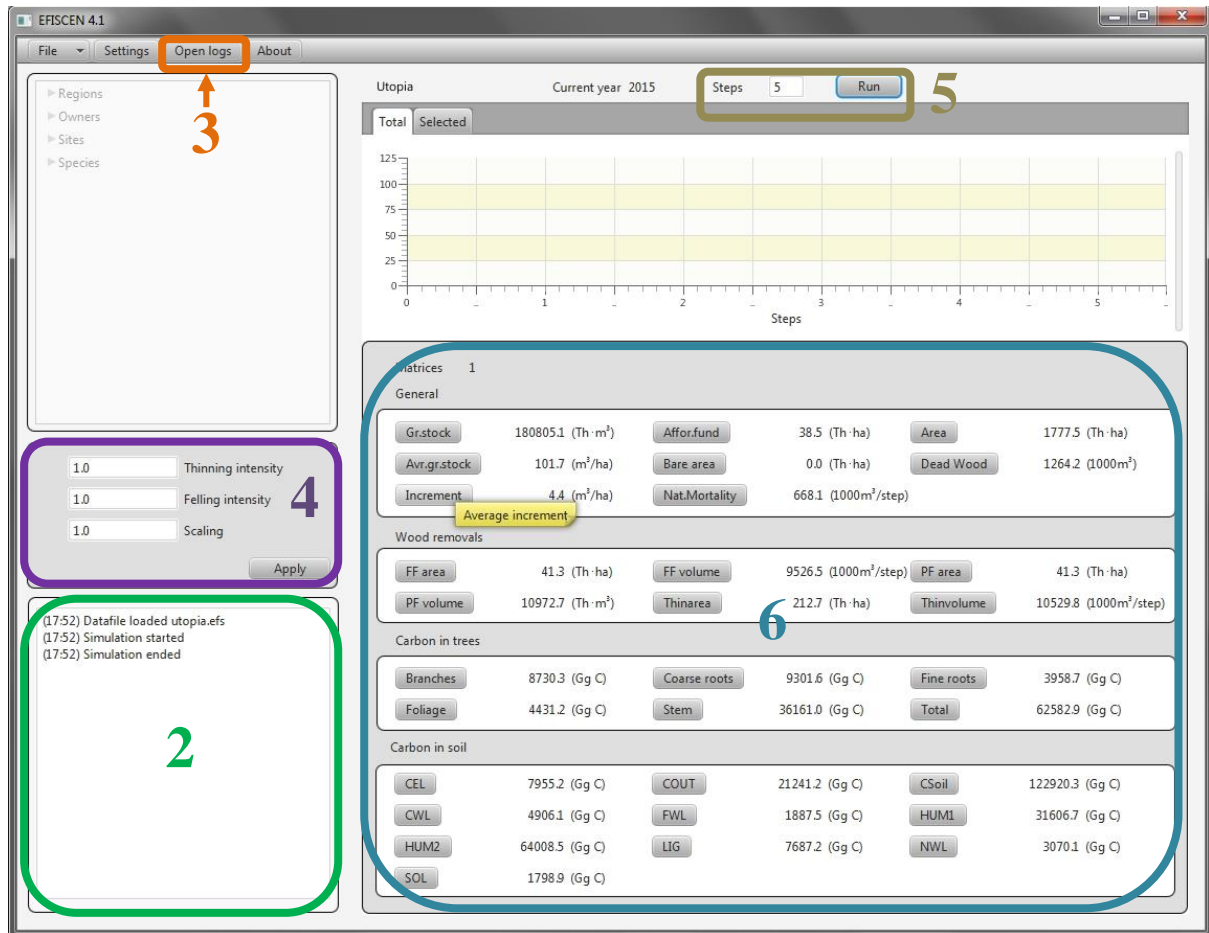 EFISCEN 4.1
File Settings Open logs About
3
Regions
Owners
Sites
Species
Utopia Current year 2015 Steps 5 Run 5
Total Selected
125
100
75
50
25
0
0 1 2 3 4 5
Steps
1.0 Thinning intensity
1.0 Felling intensity
1.0 Scaling
4
Apply
(17:52) Datafile loaded utopia.efs
(17:52) Simulation started
(17:52) Simulation ended
2
Matrices 1
General
Gr.stock 180805.1 (Th·m³) Affor.fund 38.5 (Th·ha) Area 1777.5 (Th·ha)
Avr.gr.stock 101.7 (m³/ha) Bare area 0.0 (Th·ha) Dead Wood 1264.2 (1000m³)
Increment 4.4 (m³/ha) Nat.Mortality 668.1 (1000m³/step)
Average increment
Wood removals
FF area 41.3 (Th·ha) FF volume 9526.5 (1000m³/step) PF area 41.3 (Th·ha)
PF volume 10972.7 (Th·m³) Thinarea 212.7 (Th·ha) Thinvolume 10529.8 (1000m³/step)
6
Carbon in trees
Branches 8730.3 (Gg C) Coarse roots 9301.6 (Gg C) Fine roots 3958.7 (Gg C)
Foliage 4431.2 (Gg C) Stem 36161.0 (Gg C) Total 62582.9 (Gg C)
Carbon in soil
CEL 7955.2 (Gg C) COUT 21241.2 (Gg C) CSoil 122920.3 (Gg C)
CWL 4906.1 (Gg C) FWL 1887.5 (Gg C) HUM1 31606.7 (Gg C)
HUM2 64008.5 (Gg C) LIG 7687.2 (Gg C) NWL 3070.1 (Gg C)
SOL 1798.9 (Gg C)